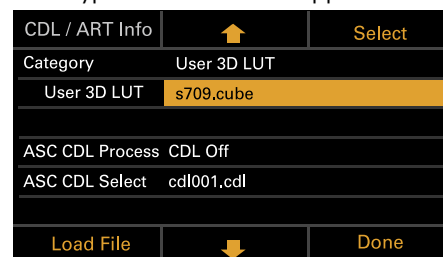 CDL / ART Info Select
Category User 3D LUT
User 3D LUT s709.cube
ASC CDL Process CDL Off
ASC CDL Select cdl001.cdl
Load File Done